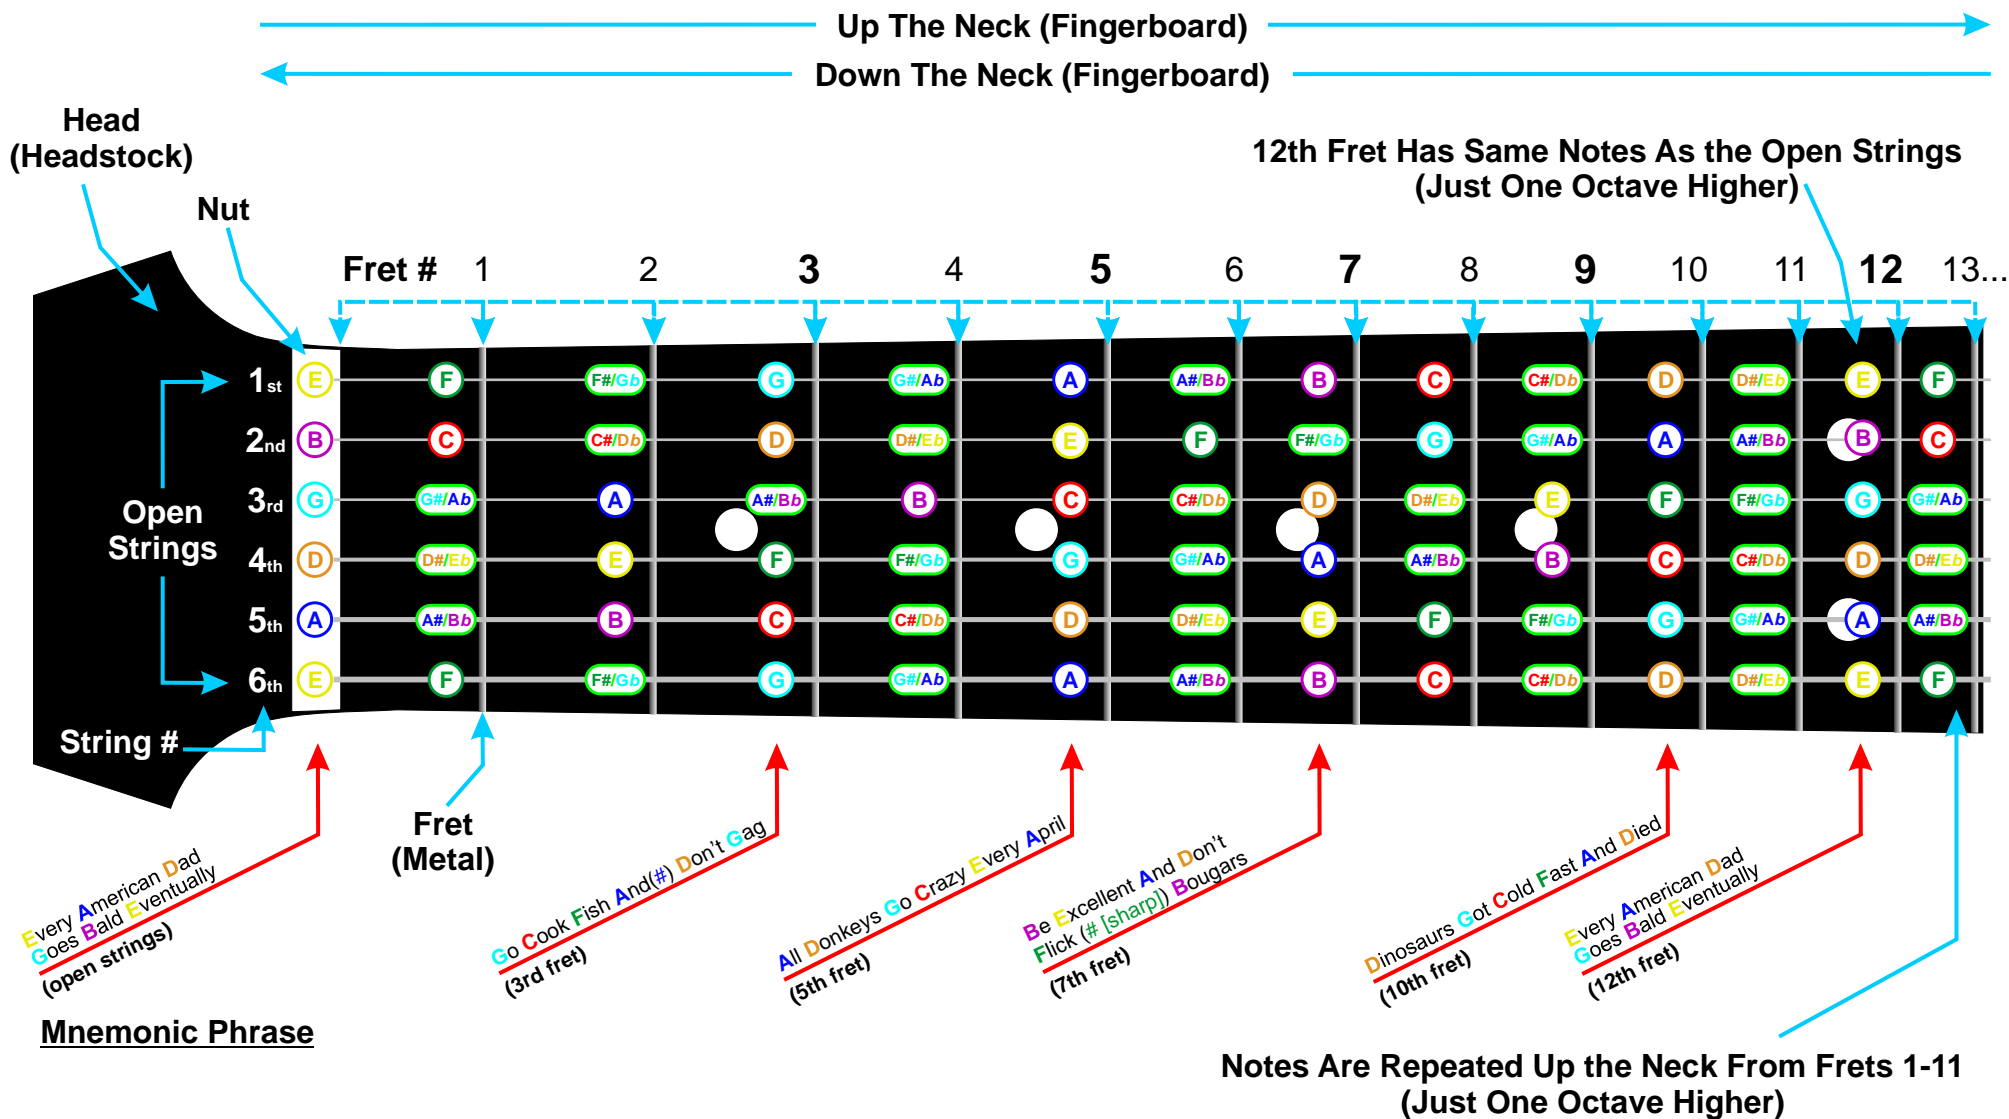 Up The Neck (Fingerboard)
Down The Neck (Fingerboard)
Head
(Headstock)
Nut
12th Fret Has Same Notes As the Open Strings
(Just One Octave Higher)
Fret # 1 2 3 4 5 6 7 8 9 10 11 12 13...
1st E F F#/Gb G G#/Ab A A#/Bb B C C#/Db D D#/Eb E F
2nd B C C#/Db D D#/Eb E F F#/Gb G G#/Ab A A#/Bb B C
3rd G G#/Ab A A#/Bb B C C#/Db D D#/Eb E F F#/Gb G G#/Ab
Open
Strings
4th D D#/Eb E F F#/Gb G G#/Ab A A#/Bb B C C#/Db D D#/Eb
5th A A#/Bb B C C#/Db D D#/Eb E F F#/Gb G G#/Ab A A#/Bb
6th E F F#/Gb G G#/Ab A A#/Bb B C C#/Db D D#/Eb E F
String #
Fret
(Metal)
Every American Dad
Goes Bald Eventually
(open strings)
Go Cook Fish And(#) Don't Gag
(3rd fret)
All Donkeys Go Crazy Every April
(5th fret)
Be Excellent And Don't
Flick (# [sharp]) Bougars
(7th fret)
Dinosaurs Got Cold Fast And Died
(10th fret)
Every American Dad
Goes Bald Eventually
(12th fret)
Mnemonic Phrase
Notes Are Repeated Up the Neck From Frets 1-11
(Just One Octave Higher)